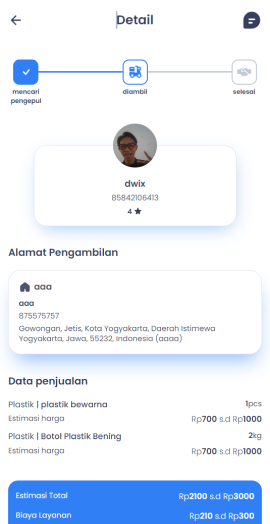 Detail
mencari
pengepul
diambil
selesai
dwix
85842106413
4
Alamat Pengambilan
aaa
aaa
875575757
Gowongan, Jetis, Kota Yogyakarta, Daerah Istimewa
Yogyakarta, Jawa, 55232, Indonesia (aaaa)
Data penjualan
Plastik | plastik bewarna 1pcs
Estimasi harga Rp700 s.d Rp1000
Plastik | Botol Plastik Bening 2kg
Estimasi harga Rp700 s.d Rp1000
Estimasi Total Rp2100 s.d Rp3000
Biaya Layanan Rp210 s.d Rp300